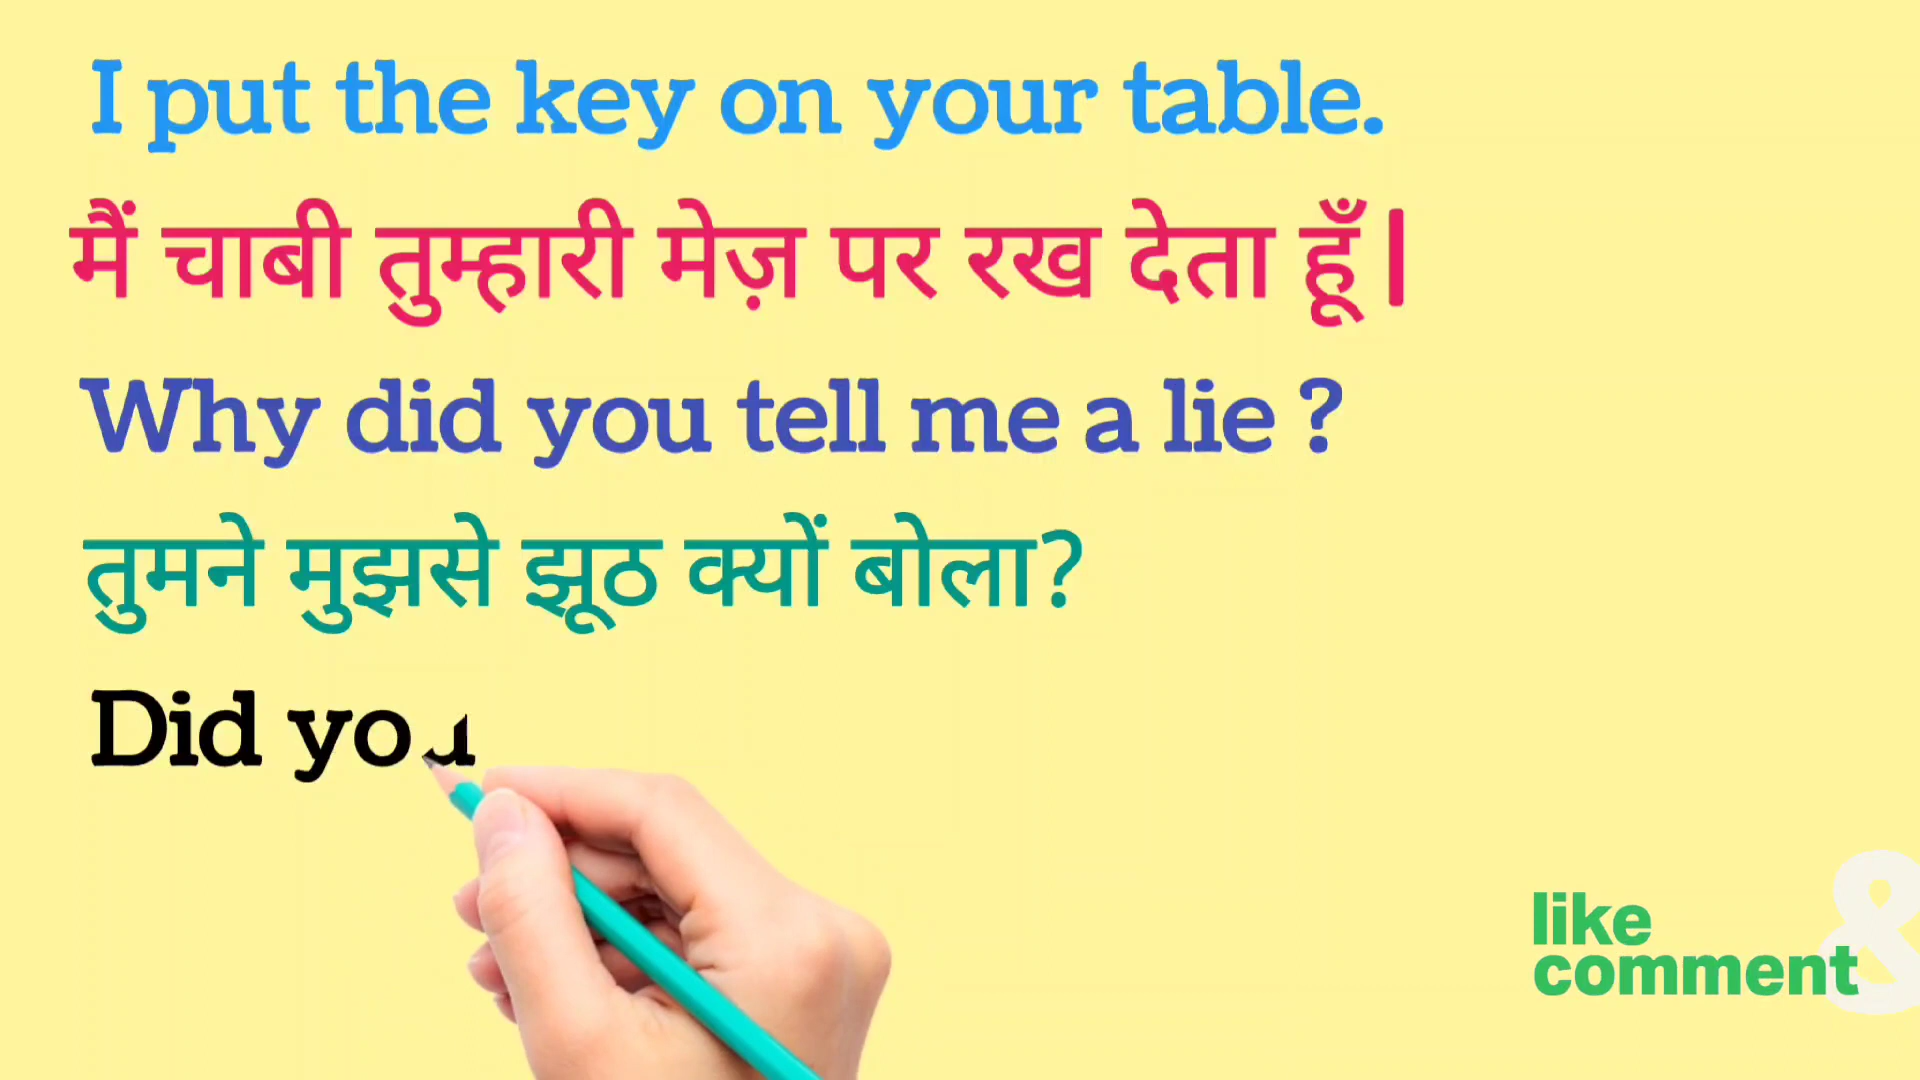 I put the key on your table.
मैं चाबी तुम्हारी मेज़ पर रख देता हूँ|
Why did you tell me a lie ?
तुमने मुझसे झूठ क्यों बोला?
Did you
like
comment &